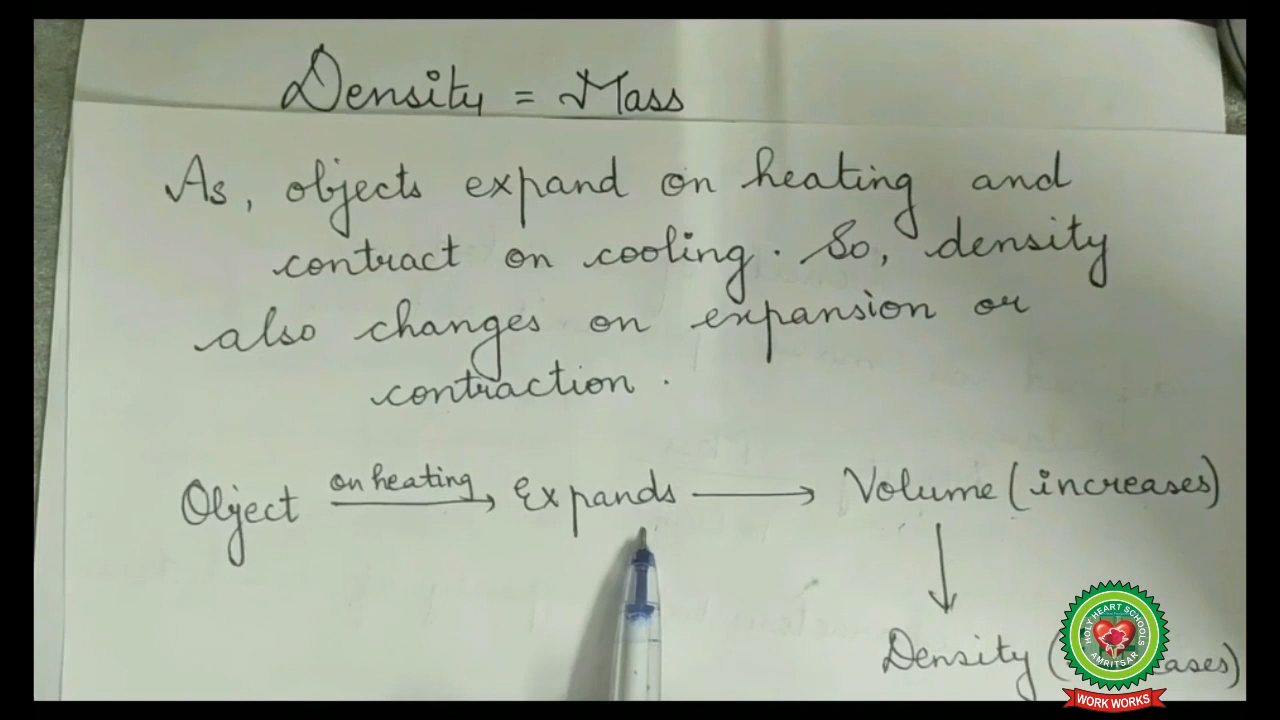 Density = Mass
As, objects expand on heating and
contract on cooling. So, density
also changes on expansion or
contraction.
Object on heating Expands Volume (increases)
Density (
HOLY HEART SCHOOLS
AMRITSAR
WORK WORKS